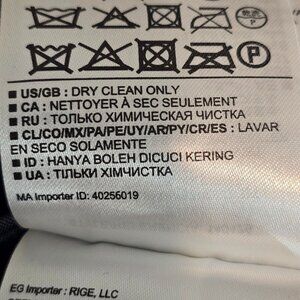 P
■ US/GB : DRY CLEAN ONLY
■ CA : NETTOYER À SEC SEULEMENT
■ RU : ТОЛЬКО ХИМИЧЕСКАЯ ЧИСТКА
■ CL/CO/MX/PA/PE/UY/AR/PY/CR/ES : LAVAR
EN SECO SOLAMENTE
■ ID : HANYA BOLEH DICUCI KERING
■ UA : ТІЛЬКИ ХІМЧИСТКА
MA Importer ID: 40256019
EG Importer : RIGE, LLC